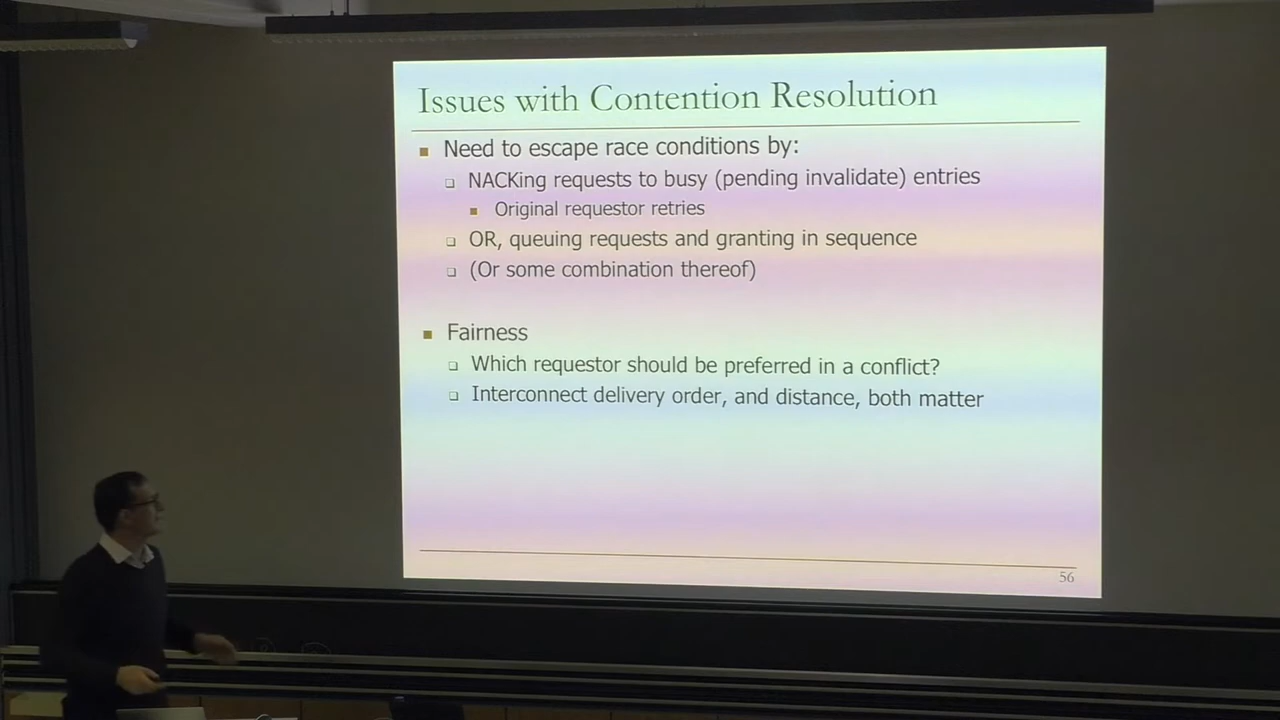 Issues with Contention Resolution
Need to escape race conditions by:
NACKing requests to busy (pending invalidate) entries
Original requestor retries
OR, queuing requests and granting in sequence
(Or some combination thereof)
Fairness
Which requestor should be preferred in a conflict?
Interconnect delivery order, and distance, both matter
56